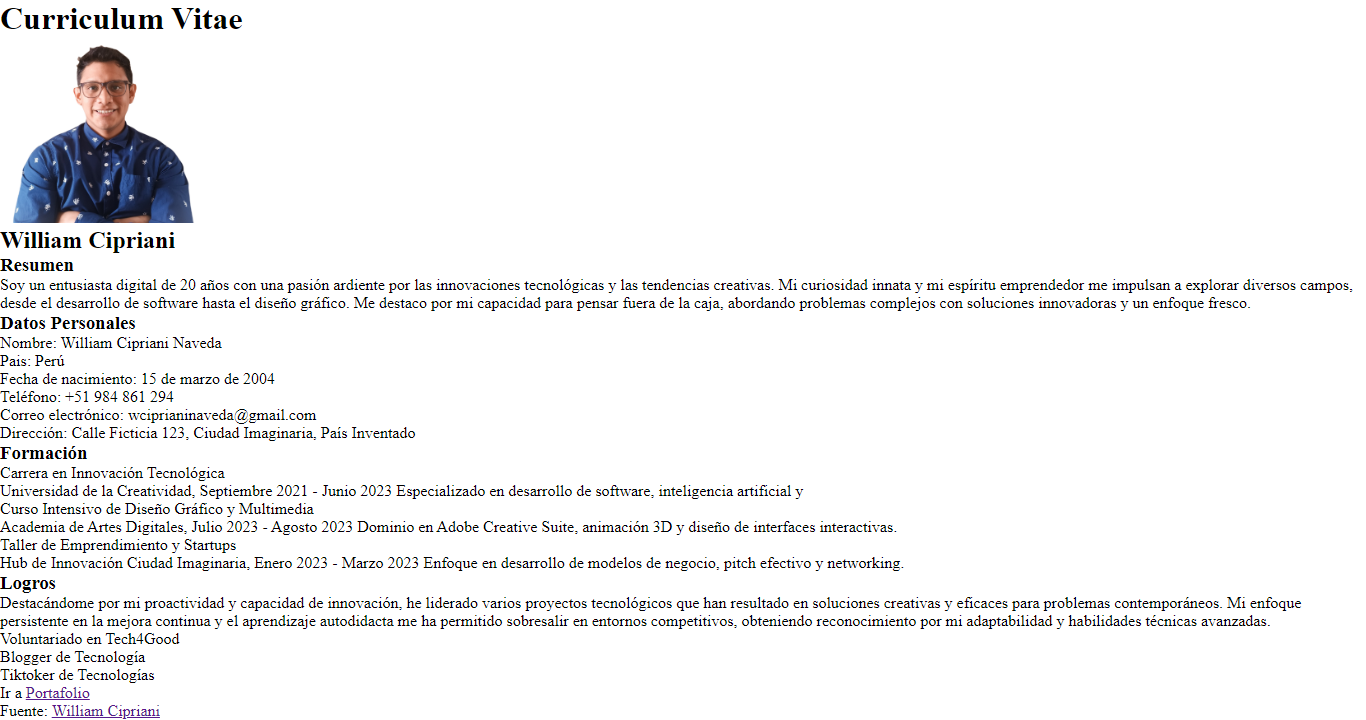 Curriculum Vitae
William Cipriani
Resumen
Soy un entusiasta digital de 20 años con una pasión ardiente por las innovaciones tecnológicas y las tendencias creativas. Mi curiosidad innata y mi espíritu emprendedor me impulsan a explorar diversos campos,
desde el desarrollo de software hasta el diseño gráfico. Me destaco por mi capacidad para pensar fuera de la caja, abordando problemas complejos con soluciones innovadoras y un enfoque fresco.
Datos Personales
Nombre: William Cipriani Naveda
Pais: Perú
Fecha de nacimiento: 15 de marzo de 2004
Teléfono: +51 984 861 294
Correo electrónico: wciprianinaveda@gmail.com
Dirección: Calle Ficticia 123, Ciudad Imaginaria, País Inventado
Formación
Carrera en Innovación Tecnológica
Universidad de la Creatividad, Septiembre 2021 - Junio 2023 Especializado en desarrollo de software, inteligencia artificial y
Curso Intensivo de Diseño Gráfico y Multimedia
Academia de Artes Digitales, Julio 2023 - Agosto 2023 Dominio en Adobe Creative Suite, animación 3D y diseño de interfaces interactivas.
Taller de Emprendimiento y Startups
Hub de Innovación Ciudad Imaginaria, Enero 2023 - Marzo 2023 Enfoque en desarrollo de modelos de negocio, pitch efectivo y networking.
Logros
Destacándome por mi proactividad y capacidad de innovación, he liderado varios proyectos tecnológicos que han resultado en soluciones creativas y eficaces para problemas contemporáneos. Mi enfoque
persistente en la mejora continua y el aprendizaje autodidacta me ha permitido sobresalir en entornos competitivos, obteniendo reconocimiento por mi adaptabilidad y habilidades técnicas avanzadas.
Voluntariado en Tech4Good
Blogger de Tecnología
Tiktoker de Tecnologías
Ir a Portafolio
Fuente: William Cipriani